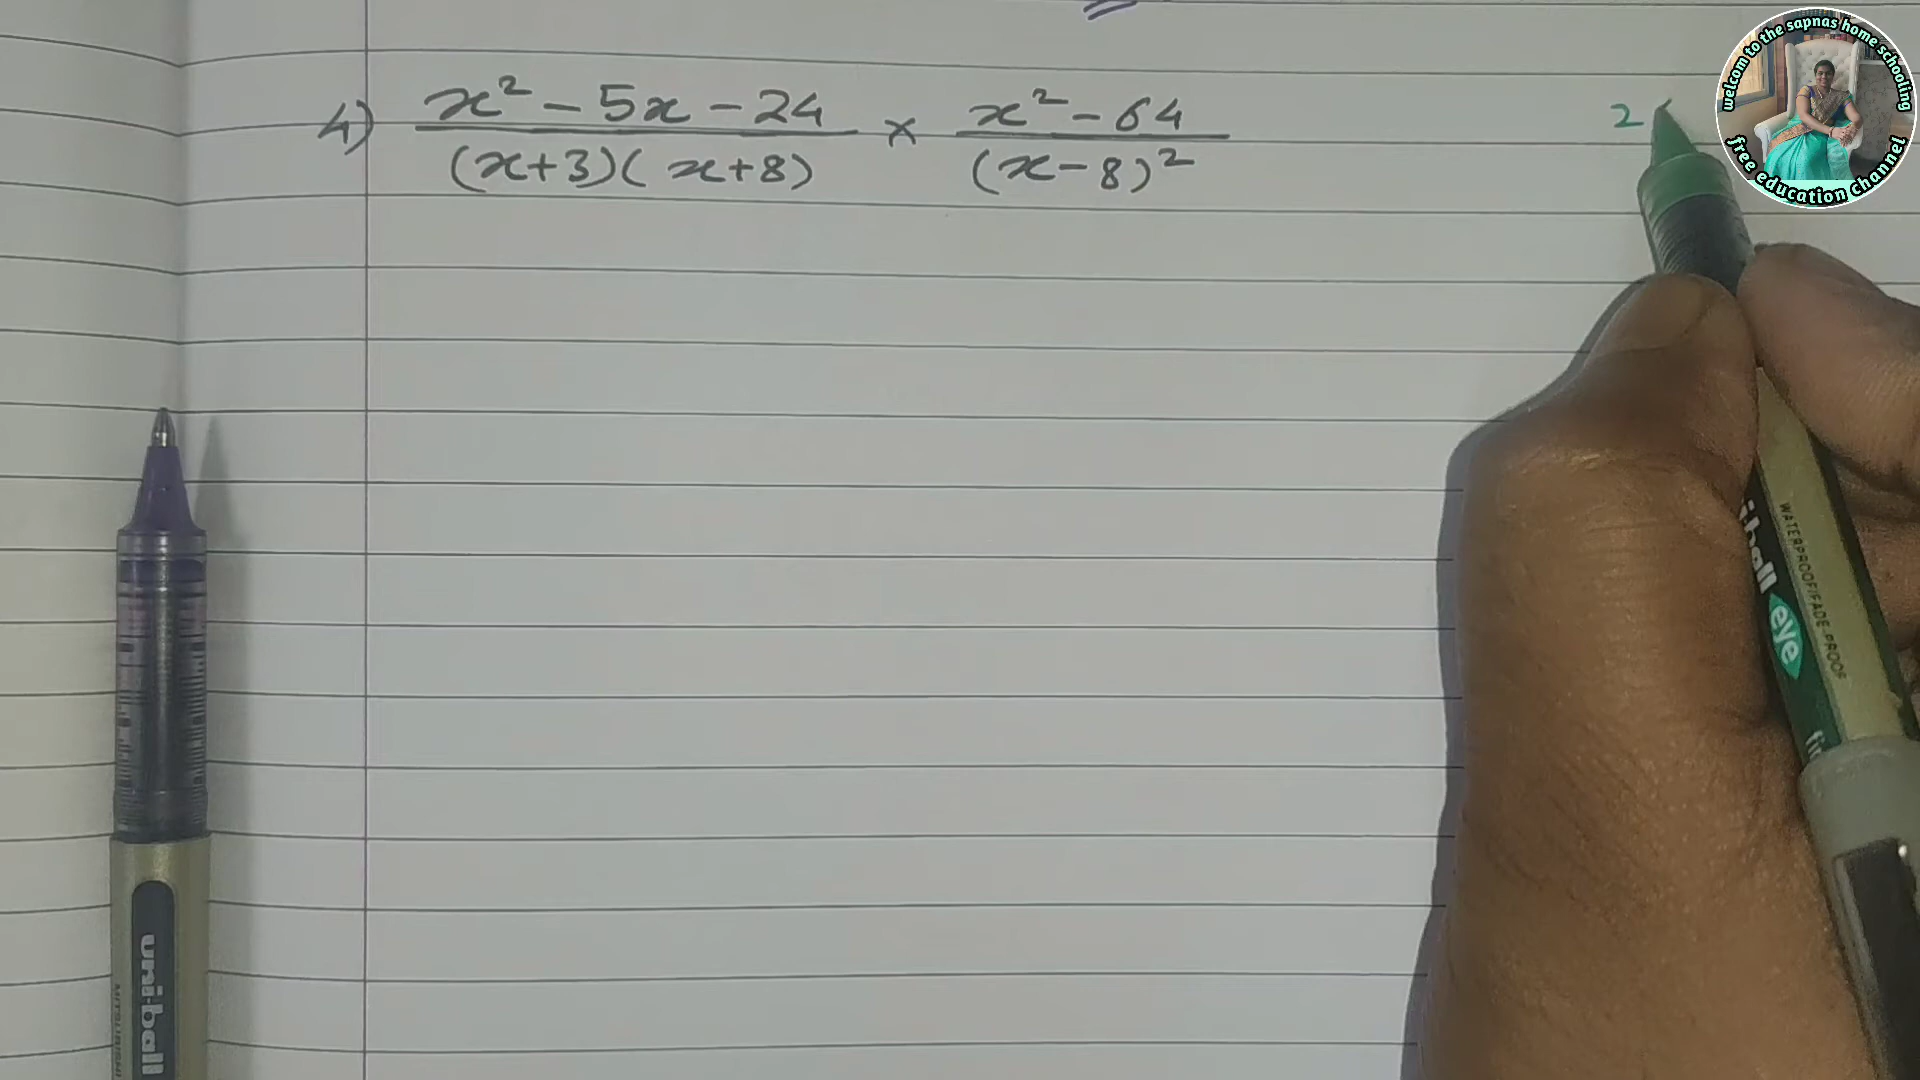 4) x² - 5x - 24 / (x+3)(x+8) × x² - 64 / (x-8)²
2
welcom to the sapnas home schooling
free education channel
uni-ball
eye
WATERPROOF/FADE-PROOF
uni-ball